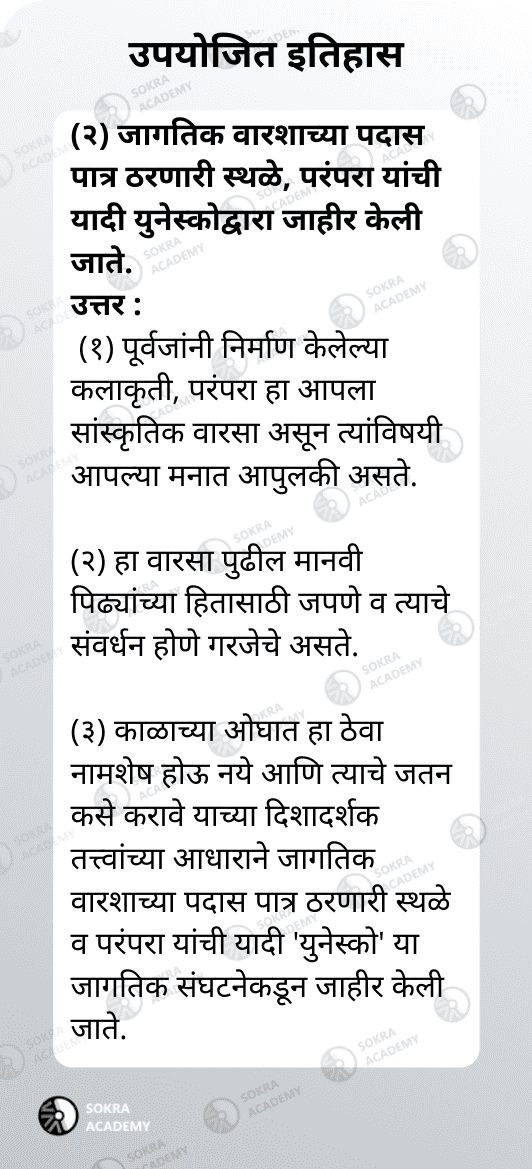 उपयोजित इतिहास
(२) जागतिक वारशाच्या पदास
पात्र ठरणारी स्थळे, परंपरा यांची
यादी युनेस्कोद्वारा जाहीर केली
जाते.
उत्तर :
(१) पूर्वजांनी निर्माण केलेल्या
कलाकृती, परंपरा हा आपला
सांस्कृतिक वारसा असून त्यांविषयी
आपल्या मनात आपुलकी असते.
(२) हा वारसा पुढील मानवी
पिढ्यांच्या हितासाठी जपणे व त्याचे
संवर्धन होणे गरजेचे असते.
(३) काळाच्या ओघात हा ठेवा
नामशेष होऊ नये आणि त्याचे जतन
कसे करावे याच्या दिशादर्शक
तत्त्वांच्या आधाराने जागतिक
वारशाच्या पदास पात्र ठरणारी स्थळे
व परंपरा यांची यादी 'युनेस्को' या
जागतिक संघटनेकडून जाहीर केली
जाते.
SOKRA
ACADEMY